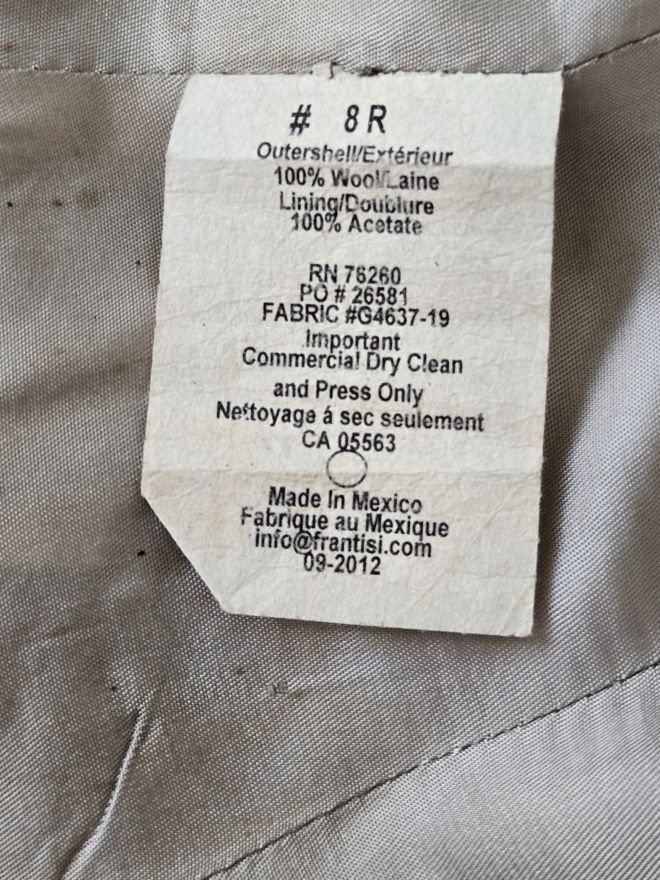 # 8R
Outershell/Extérieur
100% Wool/Laine
Lining/Doublure
100% Acetate
RN 76260
PO # 26581
FABRIC #G4637-19
Important
Commercial Dry Clean
and Press Only
Nettoyage á sec seulement
CA 05563
Made In Mexico
Fabrique au Mexique
info@frantisi.com
09-2012